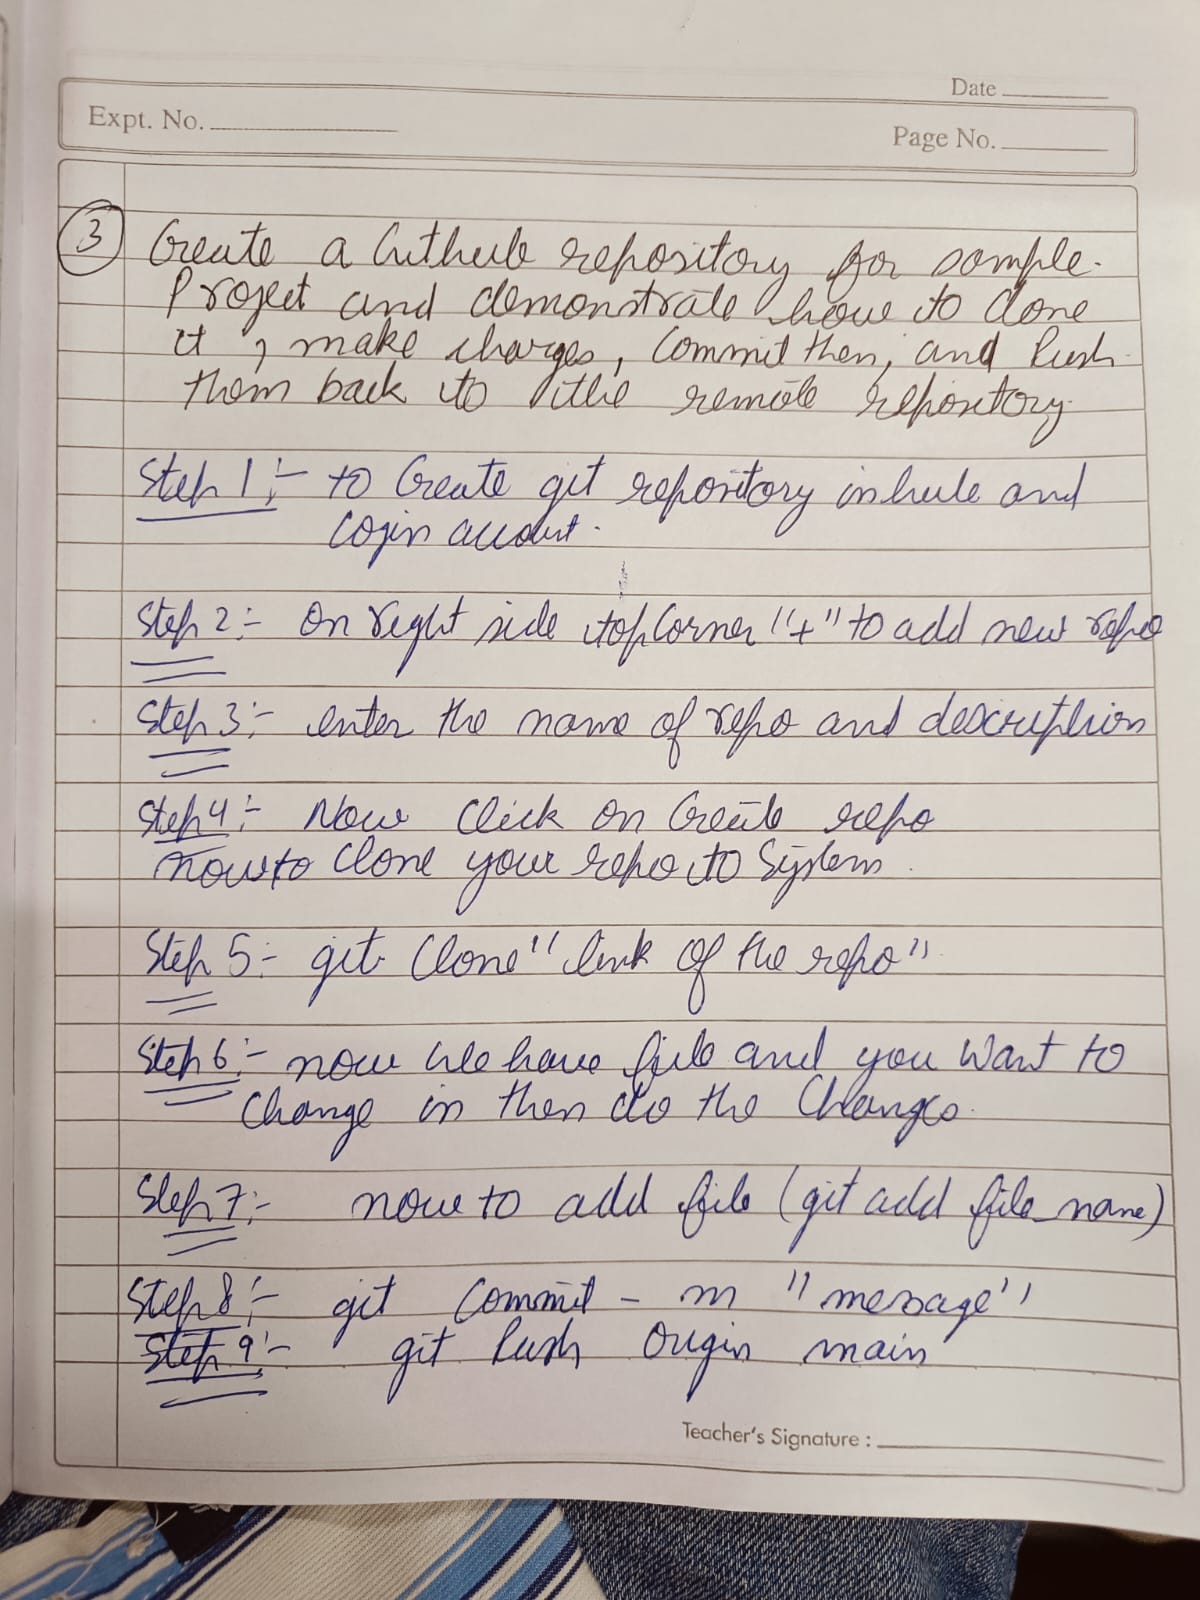 Date
Expt. No.
Page No.
3 Create a Github repository for sample
Project and demonstrate how to clone
it, make changes, Commit then, and Push
them back to the remote repository
Step 1:- to Create git repository in hub and
login account.
Step 2:- On right side top Corner "+" to add new repo
Step 3:- enter the name of repo and description
Step 4:- Now Click on Create repo
now to Clone your repo to System.
Step 5:- git Clone "link of the repo"
Step 6:- now we have file and you Want to
Change in then do the Changes.
Step 7:- now to add file (git add file_name)
Step 8:- git Commit - m "message"
Step 9:- git Push Origin main
Teacher's Signature :